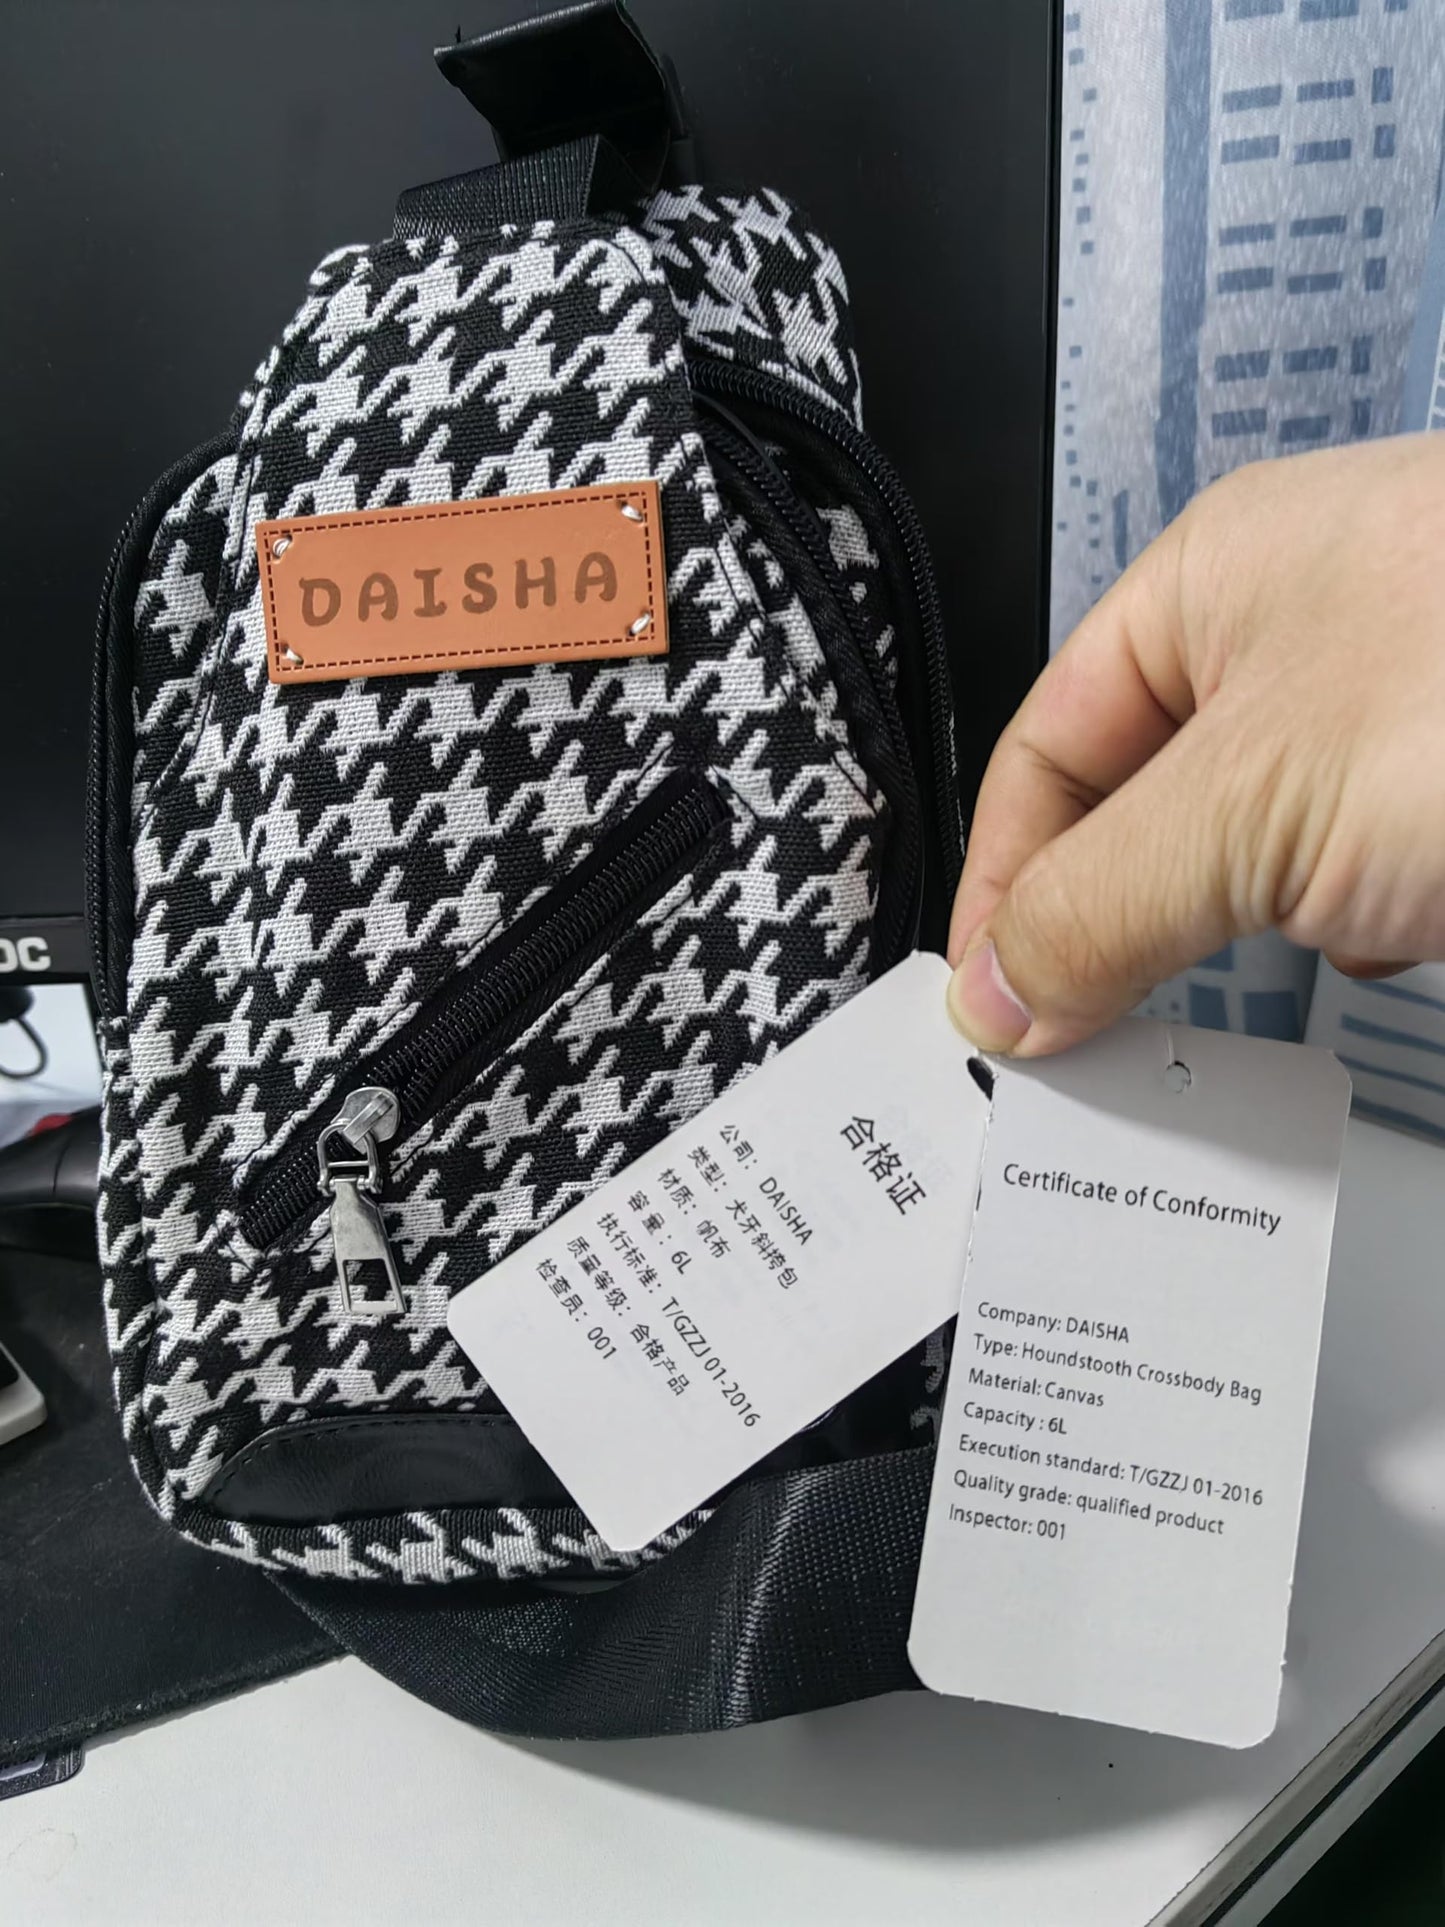 DAISHA
合格证
公司：DAISHA
类型：犬牙斜挎包
材质：帆布
容量：6L
执行标准：T/GZZJ 01-2016
质量等级：合格产品
检查员：001
Certificate of Conformity
Company: DAISHA
Type: Houndstooth Crossbody Bag
Material: Canvas
Capacity : 6L
Execution standard: T/GZZJ 01-2016
Quality grade: qualified product
Inspector: 001